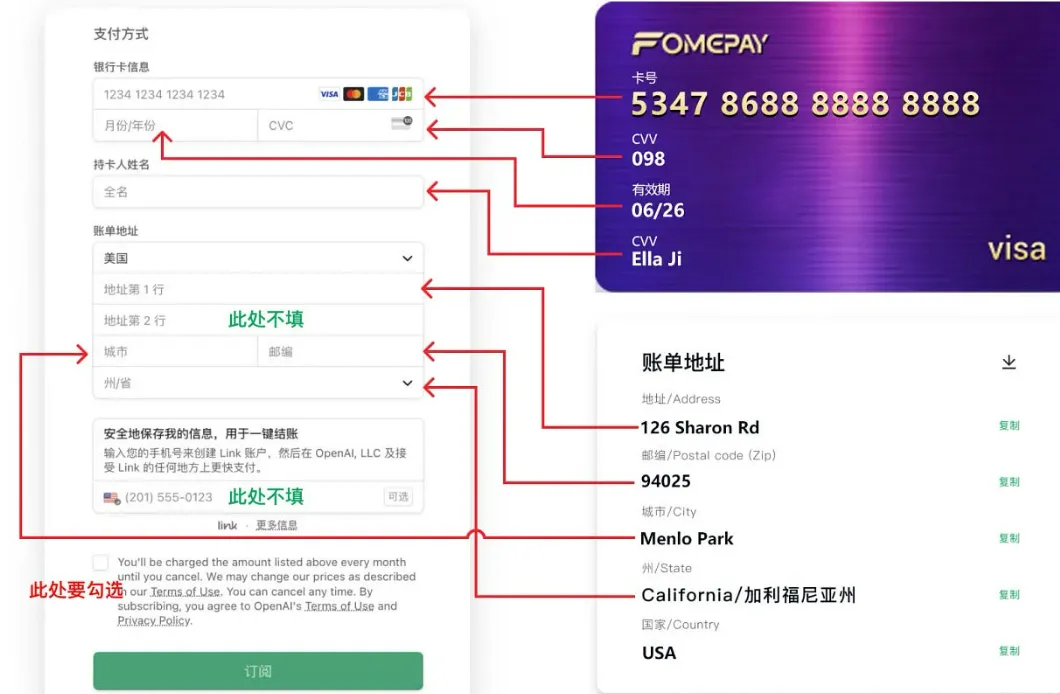 支付方式
银行卡信息
1234 1234 1234 1234
VISA
JCB
月份/年份
CVC
持卡人姓名
全名
账单地址
美国
地址第 1 行
地址第 2 行
此处不填
城市
邮编
州/省
安全地保存我的信息，用于一键结账
输入您的手机号来创建 Link 账户，然后在 OpenAI, LLC 及接
受 Link 的任何地方上更快支付。
(201) 555-0123
此处不填
可选
link · 更多信息
You'll be charged the amount listed above every month
until you cancel. We may change our prices as described
in our Terms of Use. You can cancel any time. By
subscribing, you agree to OpenAI's Terms of Use and
Privacy Policy.
此处要勾选
订阅
FOMEPAY
卡号
5347 8688 8888 8888
CVV
098
有效期
06/26
CVV
Ella Ji
visa
账单地址
地址/Address
126 Sharon Rd
复制
邮编/Postal code (Zip)
94025
复制
城市/City
Menlo Park
复制
州/State
California/加利福尼亚州
复制
国家/Country
USA
复制